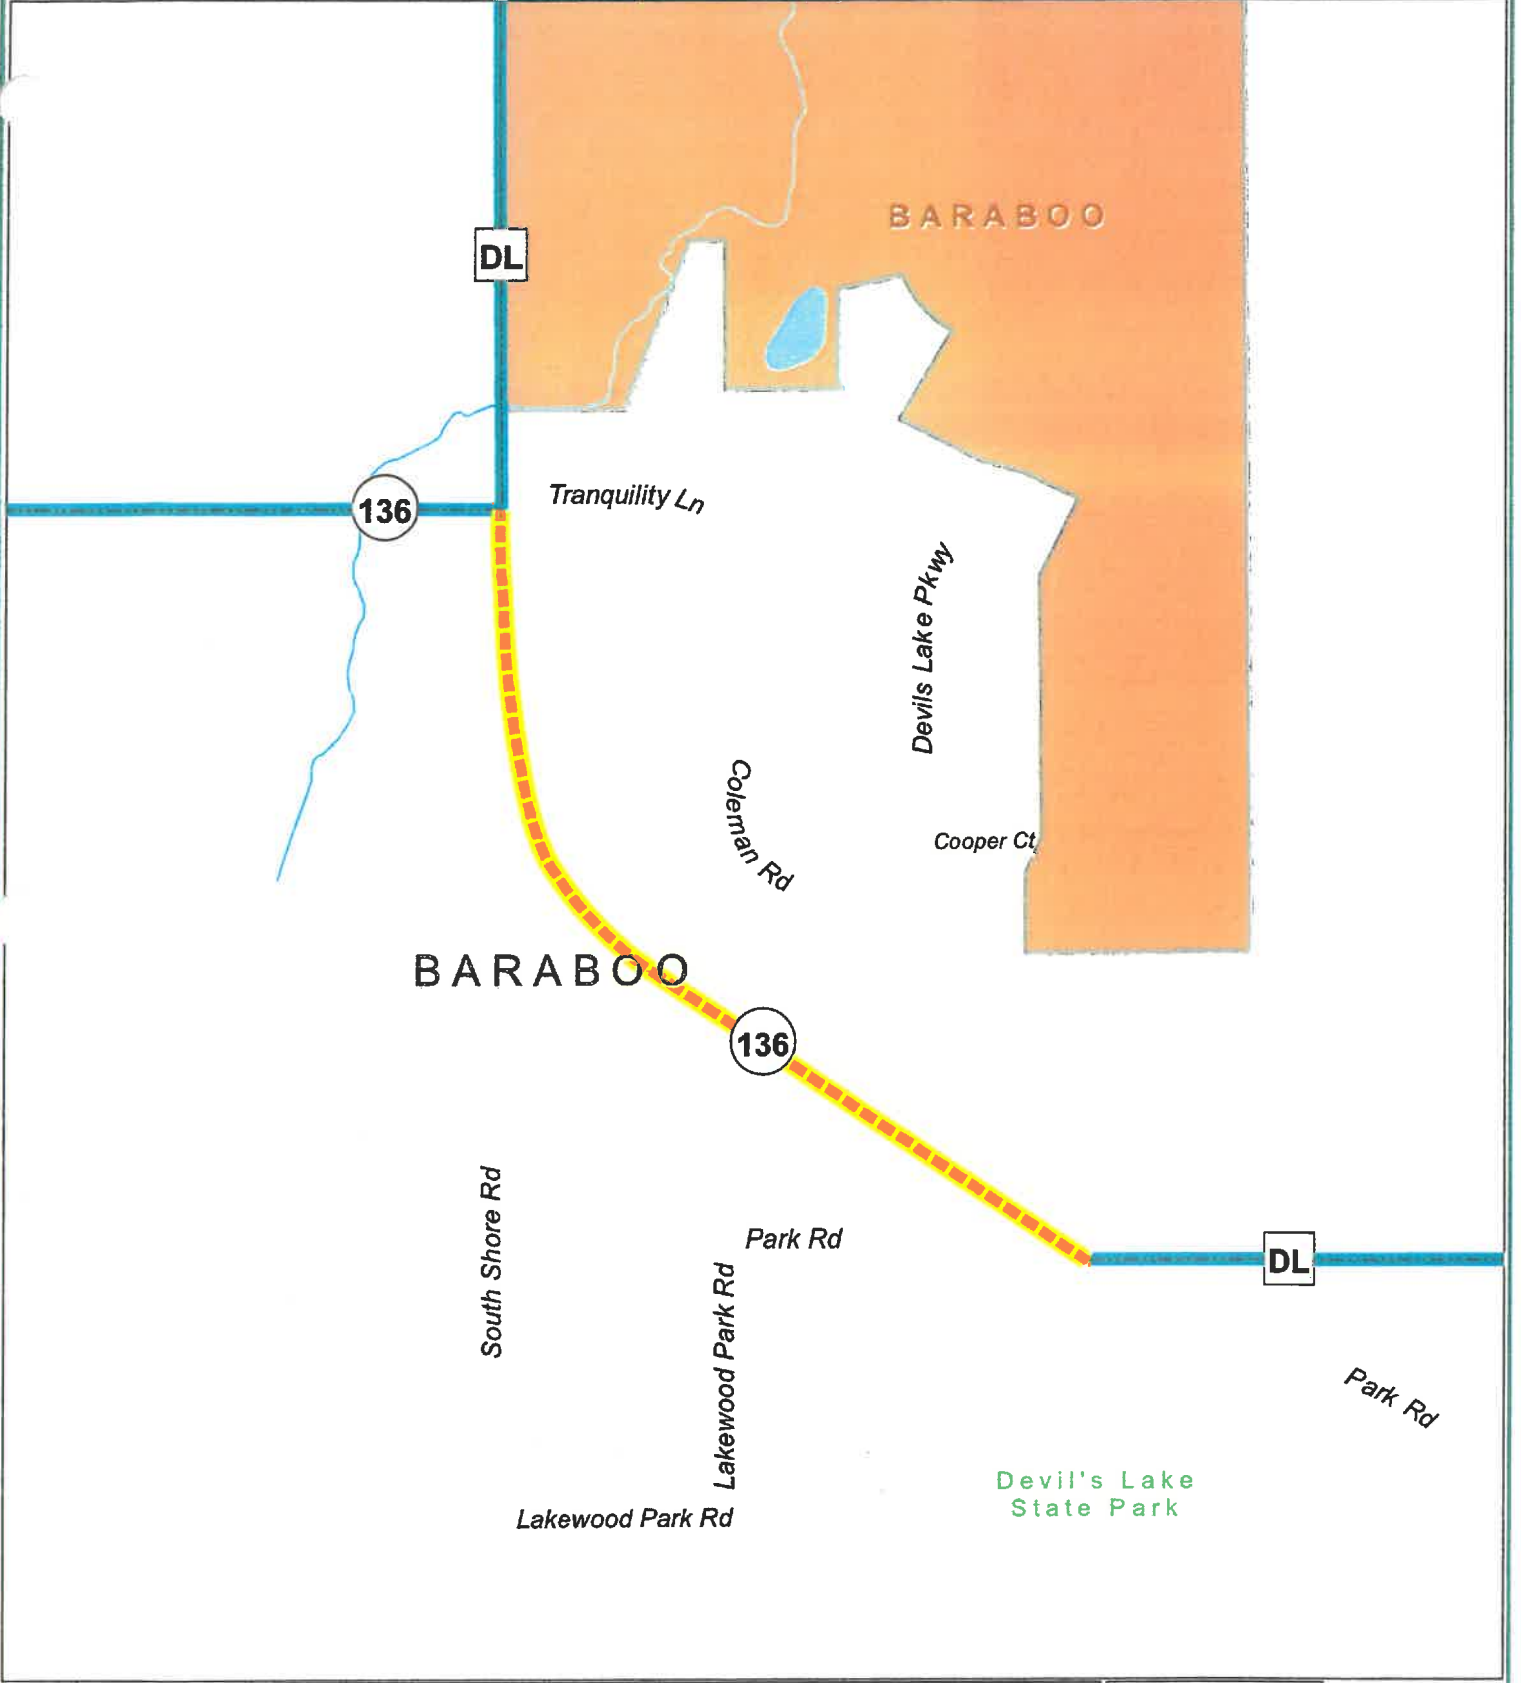 BARABOO
DL
136
Tranquility Ln
Devils Lake Pkwy
Coleman Rd
Cooper Ct
BARABOO
136
South Shore Rd
Park Rd
Lakewood Park Rd
DL
Park Rd
Devil's Lake
State Park
Lakewood Park Rd